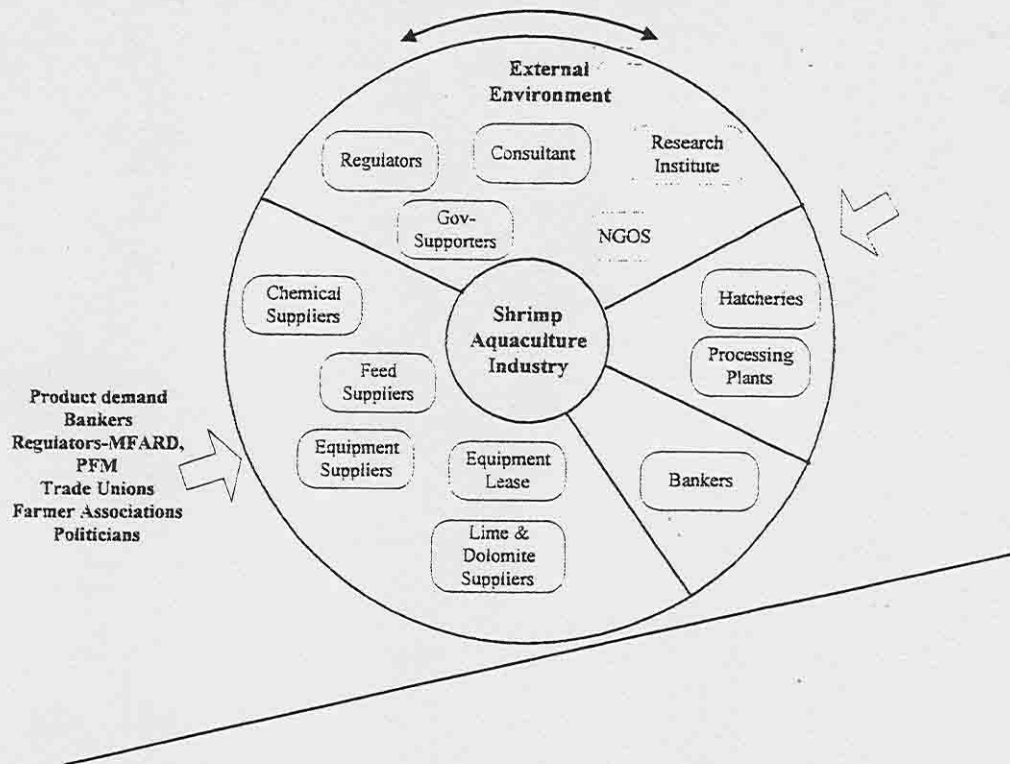 External
Environment
Regulators
Consultant
Research
Institute
Gov-
Supporters
NGOS
Chemical
Suppliers
Shrimp
Aquaculture
Industry
Hatcheries
Processing
Plants
Feed
Suppliers
Product demand
Bankers
Regulators-MFARD,
PFM
Trade Unions
Farmer Associations
Politicians
Equipment
Suppliers
Equipment
Lease
Bankers
Lime &
Dolomite
Suppliers